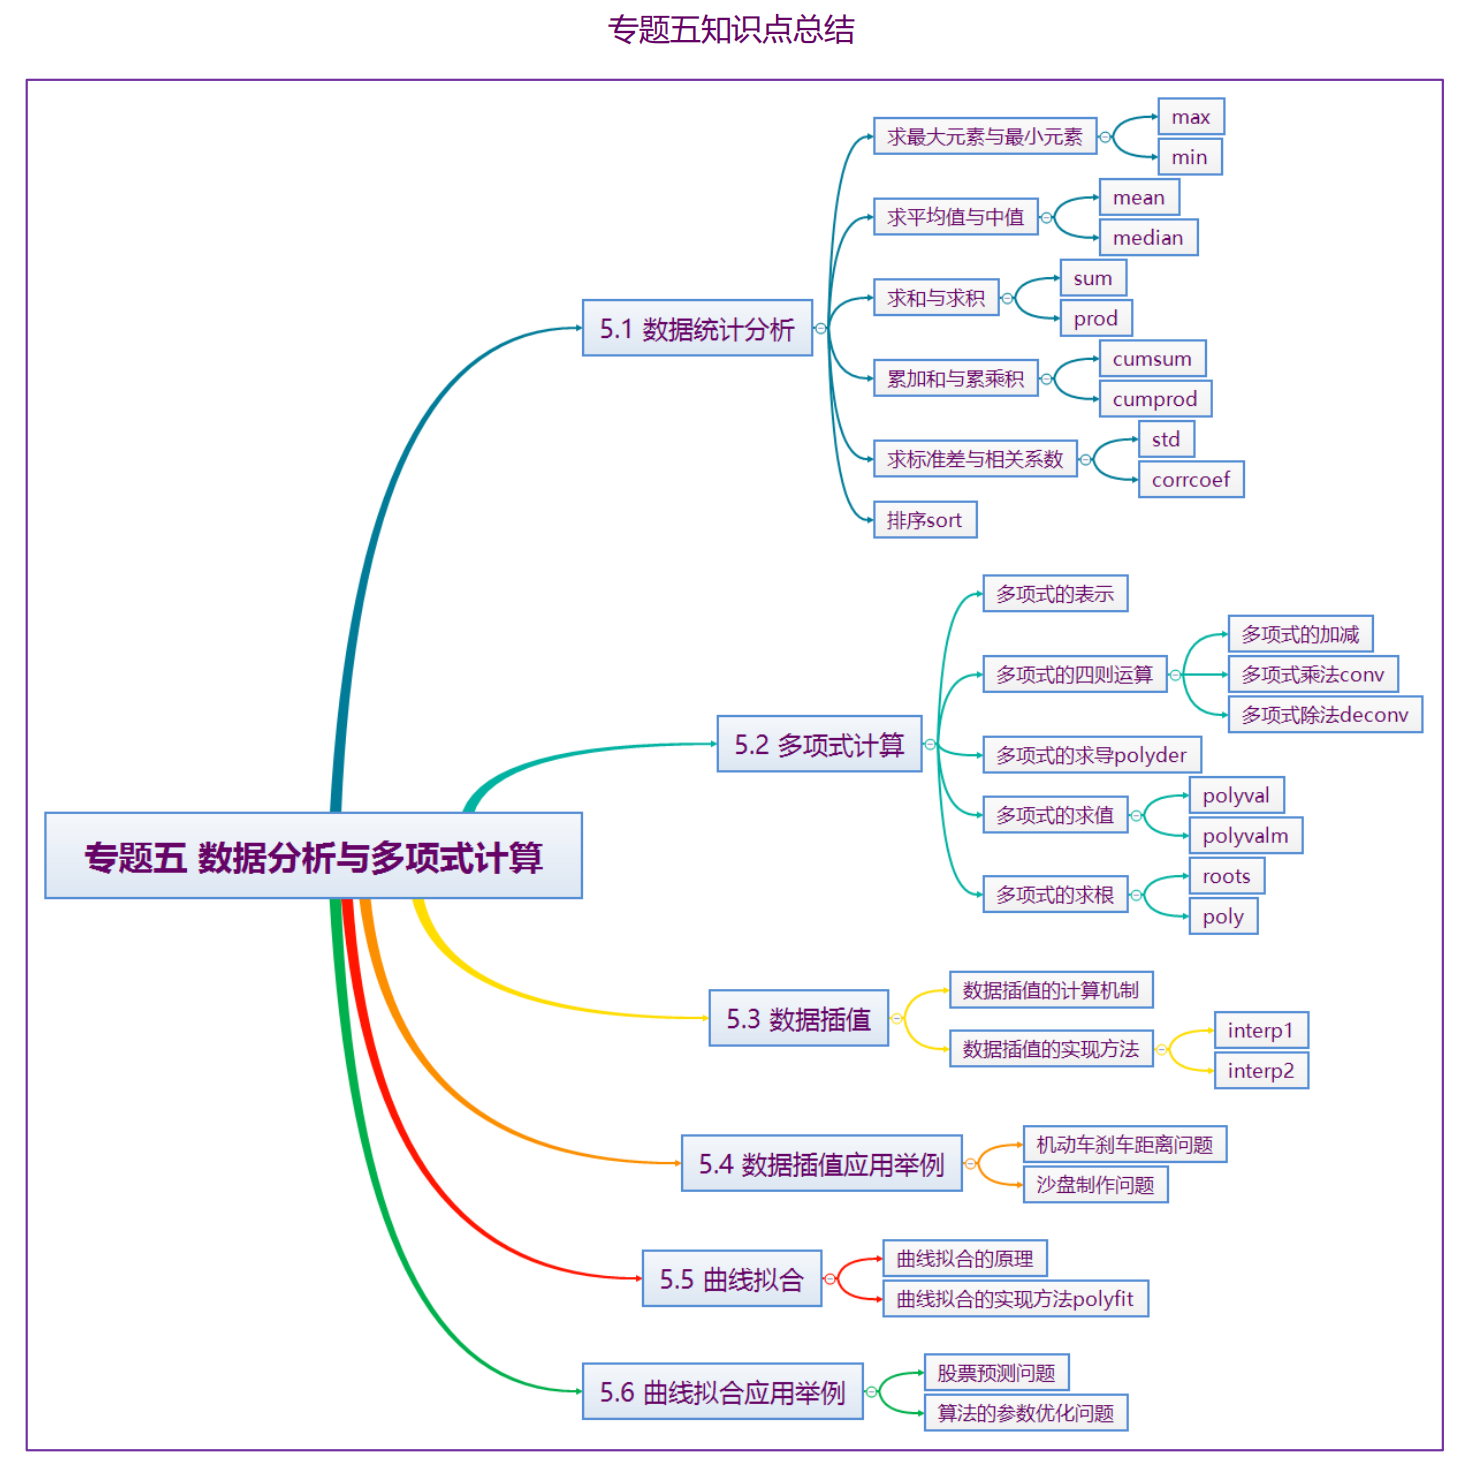 专题五知识点总结
专题五 数据分析与多项式计算
5.1 数据统计分析
求最大元素与最小元素
max
min
求平均值与中值
mean
median
求和与求积
sum
prod
累加和与累乘积
cumsum
cumprod
求标准差与相关系数
std
corrcoef
排序sort
5.2 多项式计算
多项式的表示
多项式的四则运算
多项式的加减
多项式乘法conv
多项式除法deconv
多项式的求导polyder
多项式的求值
polyval
polyvalm
多项式的求根
roots
poly
5.3 数据插值
数据插值的计算机制
数据插值的实现方法
interp1
interp2
5.4 数据插值应用举例
机动车刹车距离问题
沙盘制作问题
5.5 曲线拟合
曲线拟合的原理
曲线拟合的实现方法polyfit
5.6 曲线拟合应用举例
股票预测问题
算法的参数优化问题